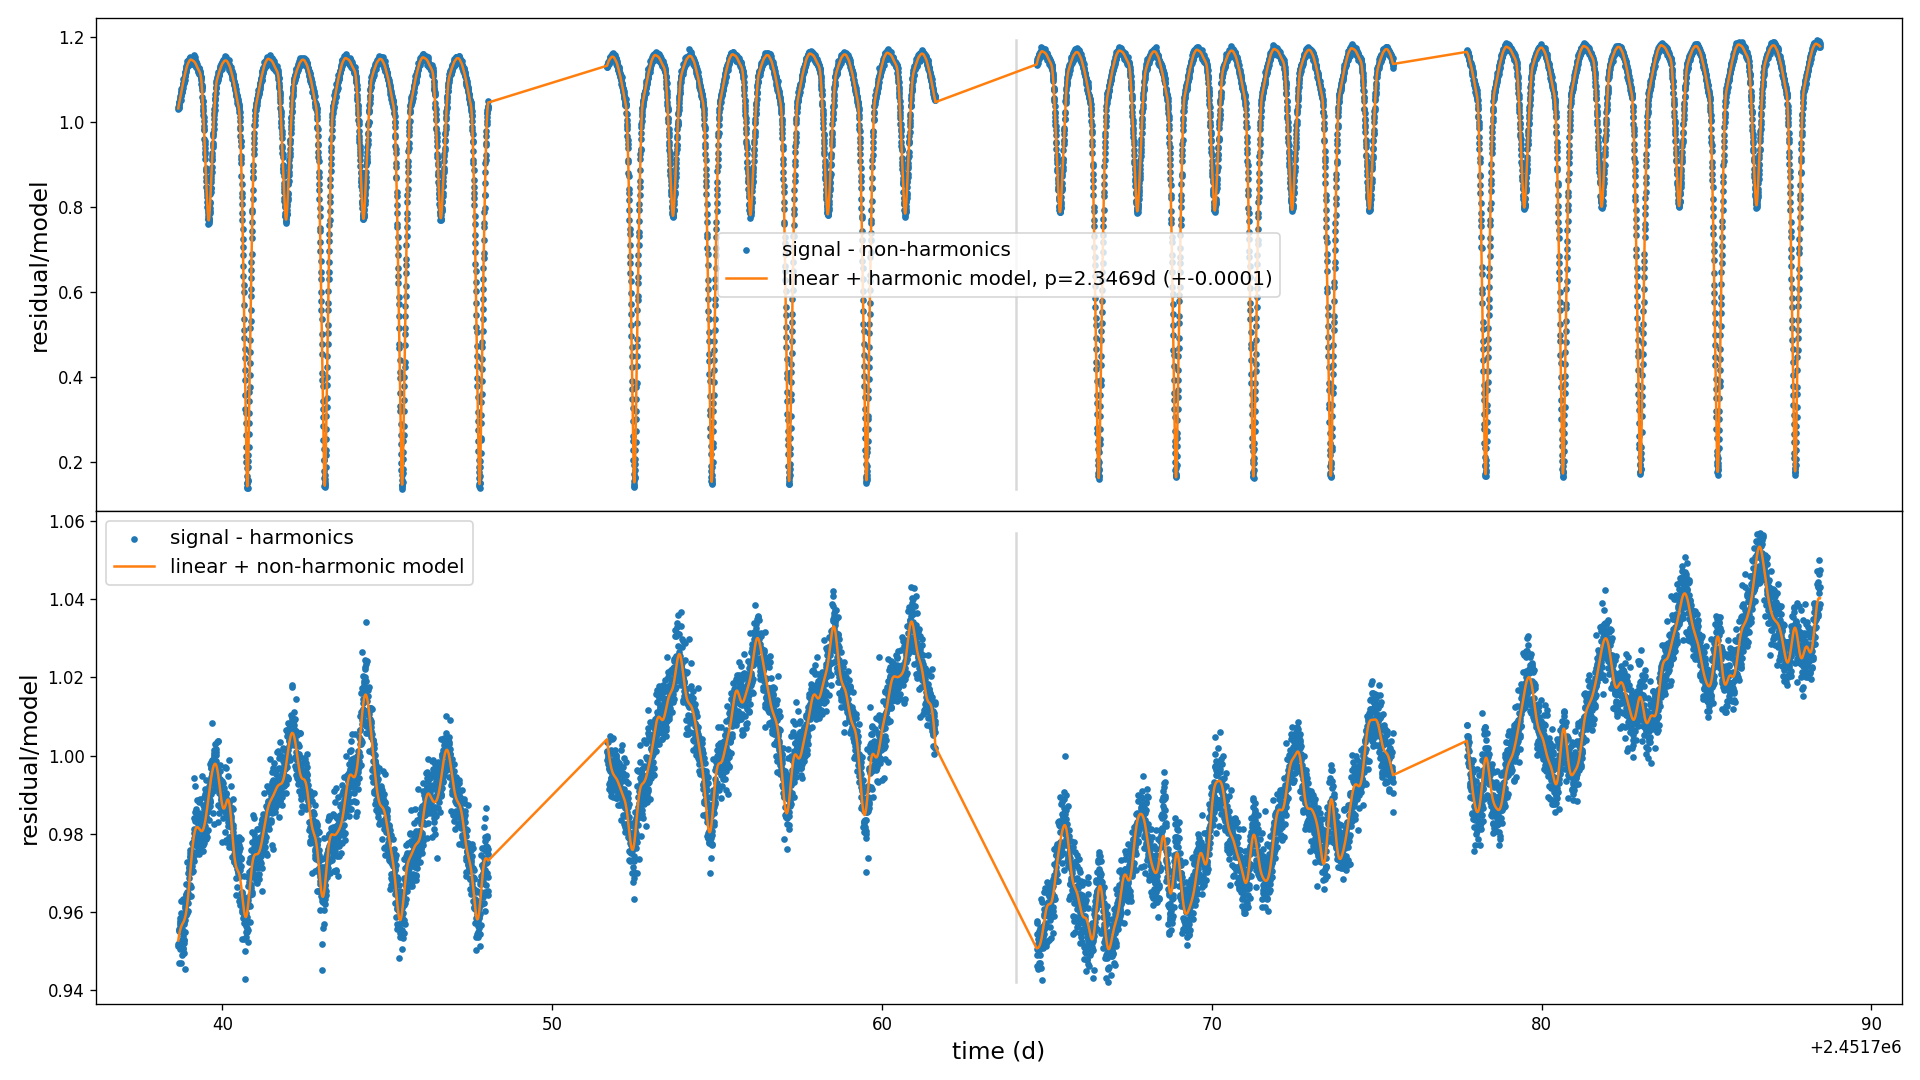 1.2
1.0
0.8
0.6
0.4
0.2
residual/model
signal - non-harmonics
linear + harmonic model, p=2.3469d (+-0.0001)
1.06
1.04
1.02
1.00
0.98
0.96
0.94
residual/model
signal - harmonics
linear + non-harmonic model
40 50 60 70 80 90
time (d)
+2.4517e6